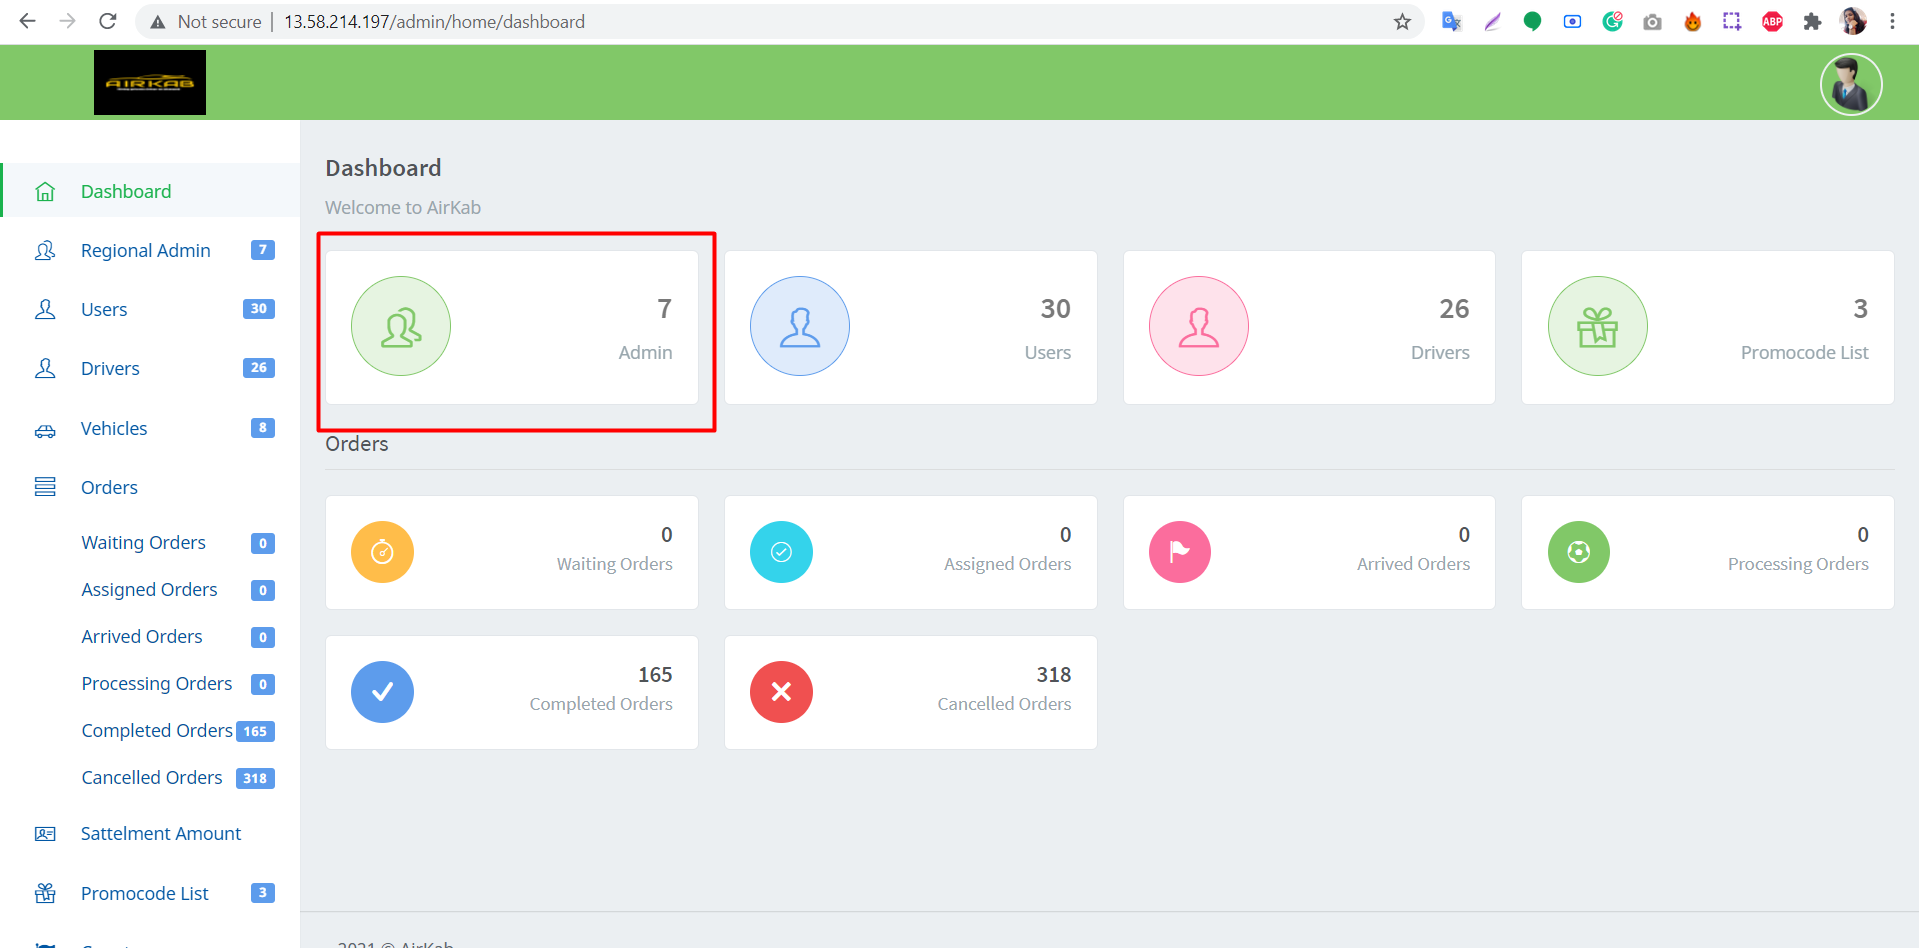 Not secure | 13.58.214.197/admin/home/dashboard
ABP
AIRKAB
Dashboard
Regional Admin 7
Users 30
Drivers 26
Vehicles 8
Orders
Waiting Orders 0
Assigned Orders 0
Arrived Orders 0
Processing Orders 0
Completed Orders 165
Cancelled Orders 318
Sattelment Amount
Promocode List 3
Dashboard
Welcome to AirKab
7
Admin
30
Users
26
Drivers
3
Promocode List
Orders
0
Waiting Orders
0
Assigned Orders
0
Arrived Orders
0
Processing Orders
165
Completed Orders
318
Cancelled Orders
2021 © AirKab